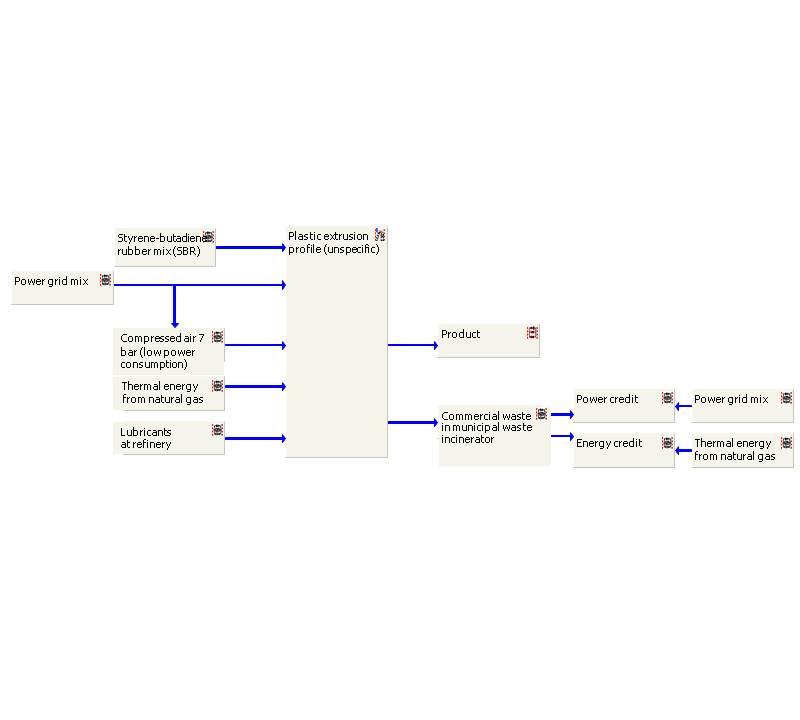 Styrene-butadiene
rubber mix (SBR)
Plastic extrusion
profile (unspecific)
Power grid mix
Compressed air 7
bar (low power
consumption)
Thermal energy
from natural gas
Lubricants
at refinery
Product
Commercial waste
in municipal waste
incinerator
Power credit
Power grid mix
Energy credit
Thermal energy
from natural gas